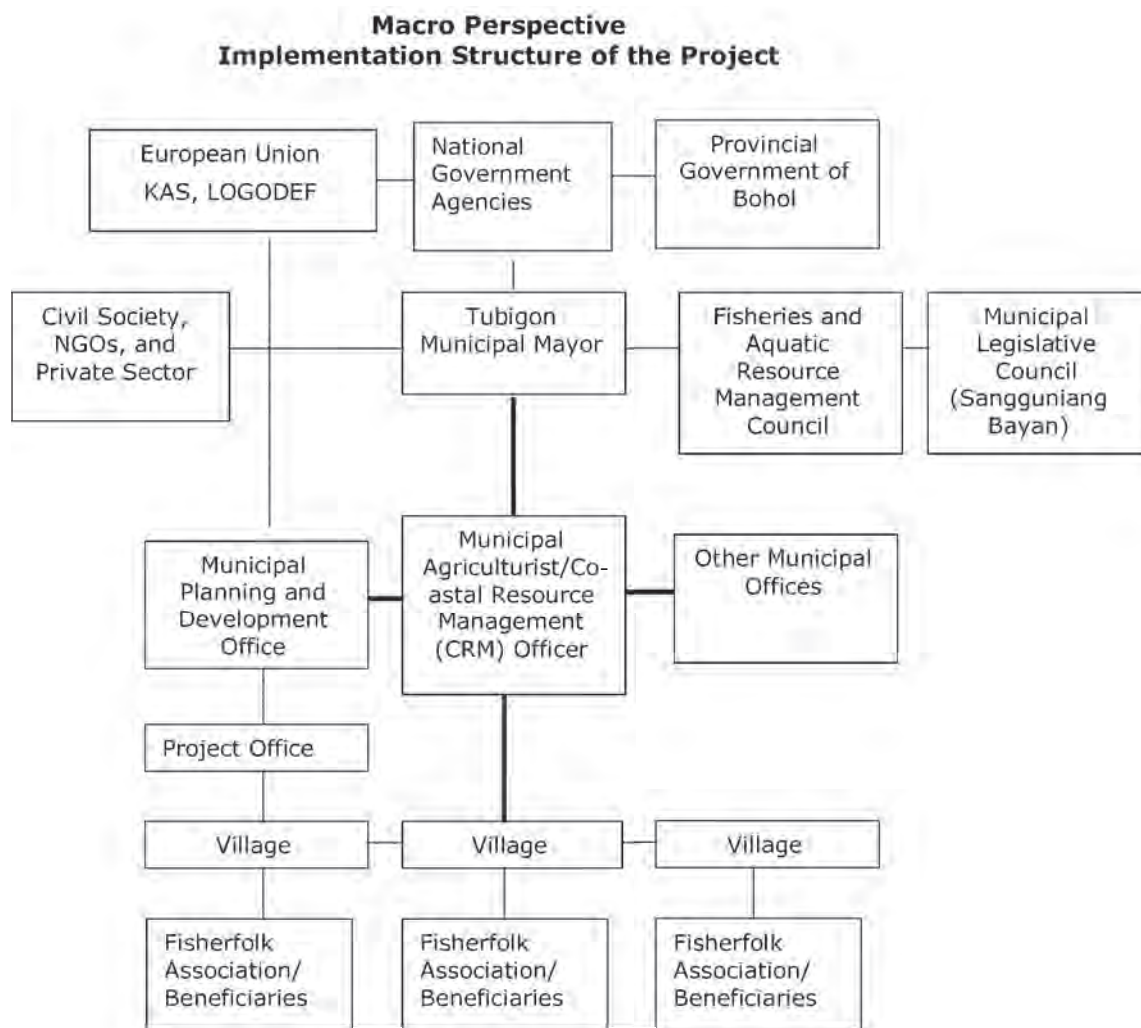 Macro Perspective
Implementation Structure of the Project
European Union
KAS, LOGODEF
National
Government
Agencies
Provincial
Government of
Bohol
Civil Society,
NGOs, and
Private Sector
Tubigon
Municipal Mayor
Fisheries and
Aquatic
Resource
Management
Council
Municipal
Legislative
Council
(Sangguniang
Bayan)
Municipal
Planning and
Development
Office
Municipal
Agriculturist/Co-
astal Resource
Management
(CRM) Officer
Other Municipal
Offices
Project Office
Village
Village
Village
Fisherfolk
Association/
Beneficiaries
Fisherfolk
Association/
Beneficiaries
Fisherfolk
Association/
Beneficiaries